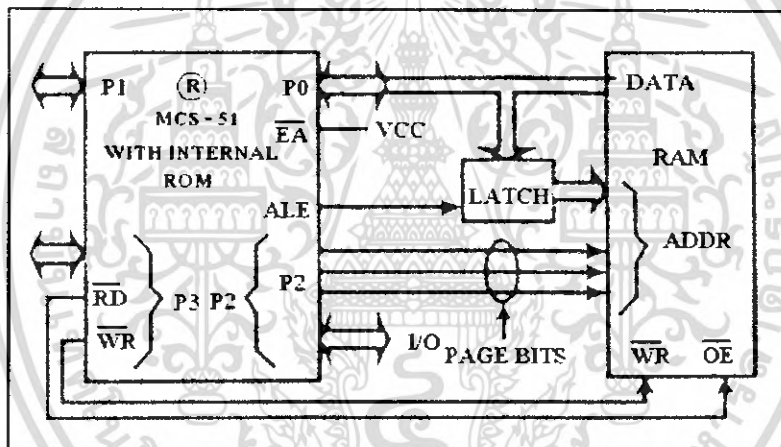 P1 Ⓡ P0 DATA
MCS - 51
EA VCC
WITH INTERNAL RAM
ROM
ALE LATCH
ADDR
P3 P2 P2
RD
WR I/O PAGE BITS WR OE